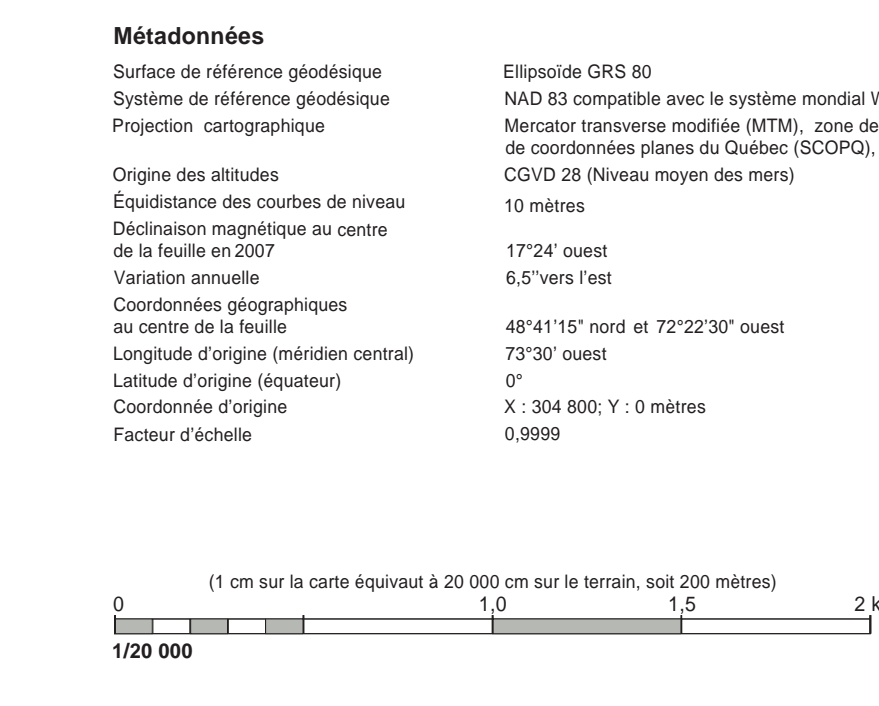 Métadonnées
Surface de référence géodésique Ellipsoïde GRS 80
Système de référence géodésique NAD 83 compatible avec le système mondial
Projection cartographique Mercator transverse modifiée (MTM), zone de
de coordonnées planes du Québec (SCOPQ),
Origine des altitudes CGVD 28 (Niveau moyen des mers)
Équidistance des courbes de niveau 10 mètres
Déclinaison magnétique au centre
de la feuille en 2007 17°24' ouest
Variation annuelle 6,5''vers l'est
Coordonnées géographiques
au centre de la feuille 48°41'15" nord et 72°22'30" ouest
Longitude d'origine (méridien central) 73°30' ouest
Latitude d'origine (équateur) 0°
Coordonnée d'origine X : 304 800; Y : 0 mètres
Facteur d'échelle 0,9999
(1 cm sur la carte équivaut à 20 000 cm sur le terrain, soit 200 mètres)
0 1,0 1,5 2
1/20 000